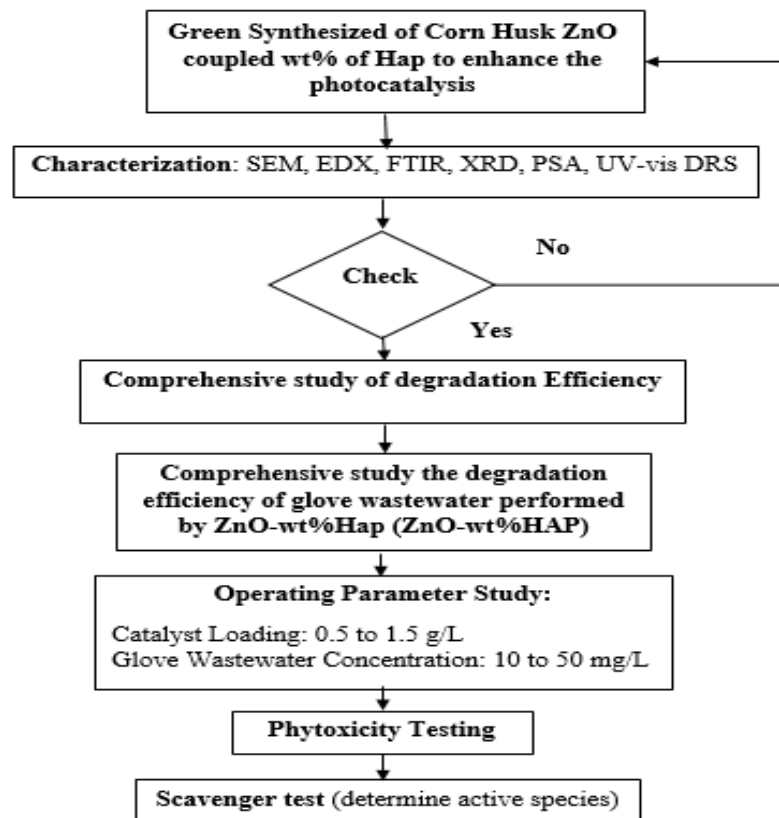 Green Synthesized of Corn Husk ZnO
coupled wt% of Hap to enhance the
photocatalysis
Characterization: SEM, EDX, FTIR, XRD, PSA, UV-vis DRS
Check
No
Yes
Comprehensive study of degradation Efficiency
Comprehensive study the degradation
efficiency of glove wastewater performed
by ZnO-wt%Hap (ZnO-wt%HAP)
Operating Parameter Study:
Catalyst Loading: 0.5 to 1.5 g/L
Glove Wastewater Concentration: 10 to 50 mg/L
Phytoxicity Testing
Scavenger test (determine active species)